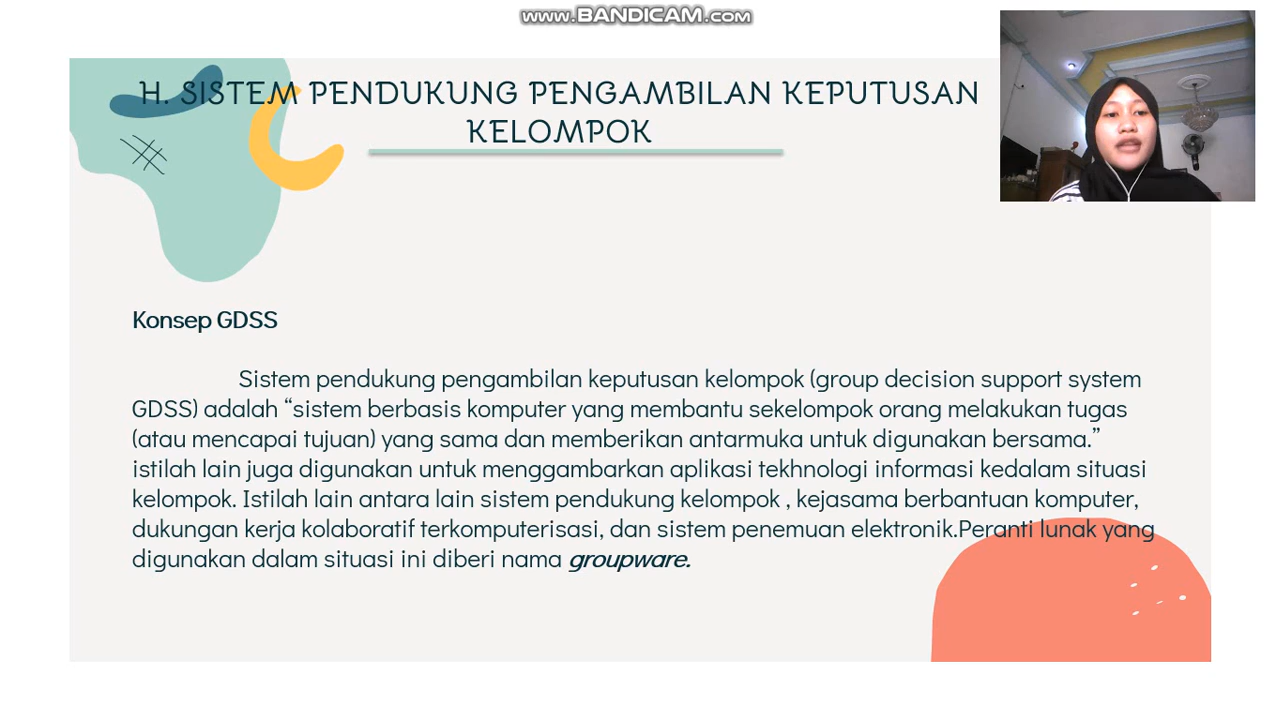 www.BANDICAM.com
H. SISTEM PENDUKUNG PENGAMBILAN KEPUTUSAN
KELOMPOK
Konsep GDSS
Sistem pendukung pengambilan keputusan kelompok (group decision support system
GDSS) adalah “sistem berbasis komputer yang membantu sekelompok orang melakukan tugas
(atau mencapai tujuan) yang sama dan memberikan antarmuka untuk digunakan bersama.”
istilah lain juga digunakan untuk menggambarkan aplikasi tekhnologi informasi kedalam situasi
kelompok. Istilah lain antara lain sistem pendukung kelompok , kejasama berbantuan komputer,
dukungan kerja kolaboratif terkomputerisasi, dan sistem penemuan elektronik.Peranti lunak yang
digunakan dalam situasi ini diberi nama groupware.